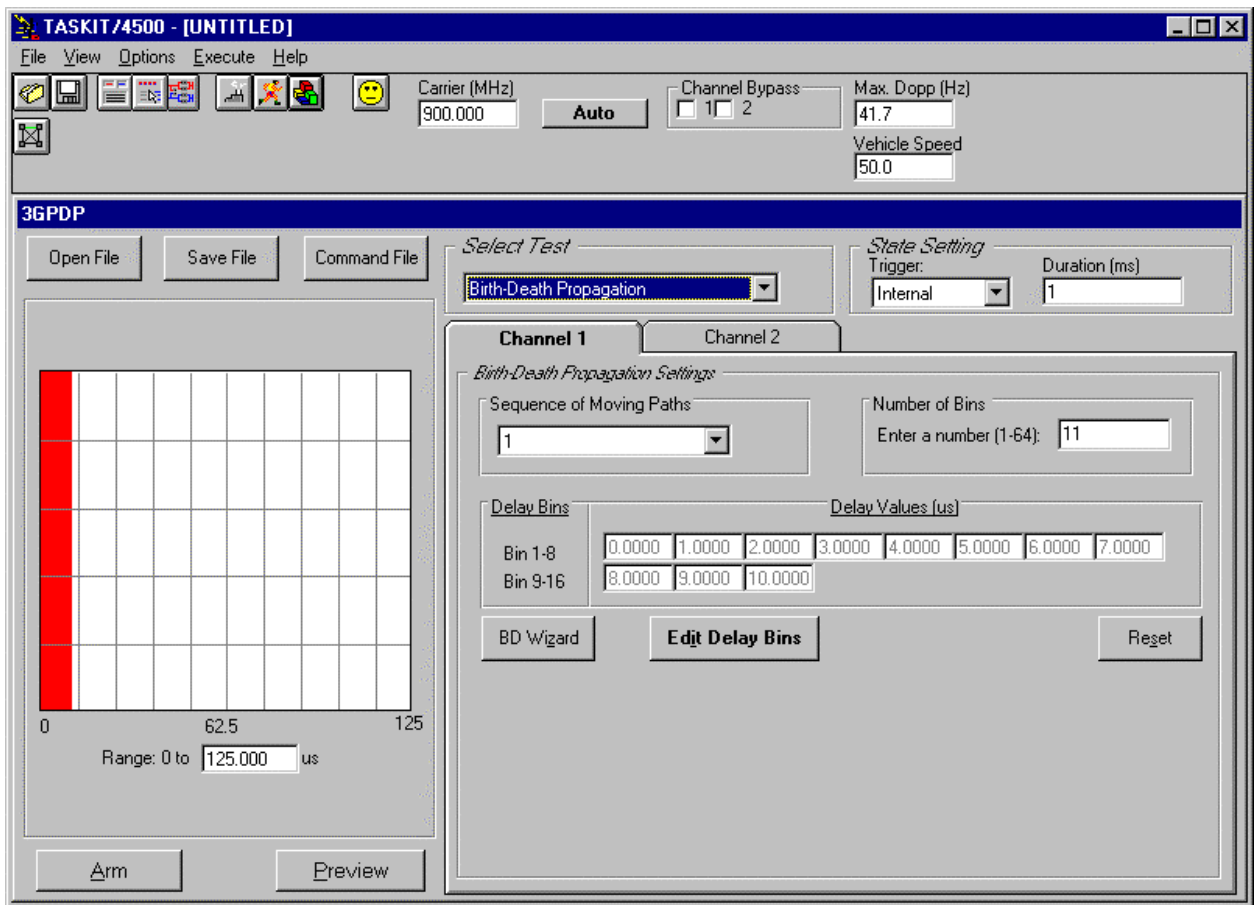 TASKIT/4500 - [UNTITLED]
File View Options Execute Help
Carrier (MHz)
900.000
Auto
Channel Bypass
1 2
Max. Dopp (Hz)
41.7
Vehicle Speed
50.0
3GPDP
Open File Save File Command File
Select Test
Birth-Death Propagation
State Setting
Trigger: Duration (ms)
Internal 1
Channel 1 Channel 2
Birth-Death Propagation Settings
Sequence of Moving Paths
1
Number of Bins
Enter a number (1-64): 11
Delay Bins Delay Values (us)
Bin 1-8 0.0000 1.0000 2.0000 3.0000 4.0000 5.0000 6.0000 7.0000
Bin 9-16 8.0000 9.0000 10.0000
BD Wizard Edit Delay Bins Reset
0 62.5 125
Range: 0 to 125.000 us
Arm Preview